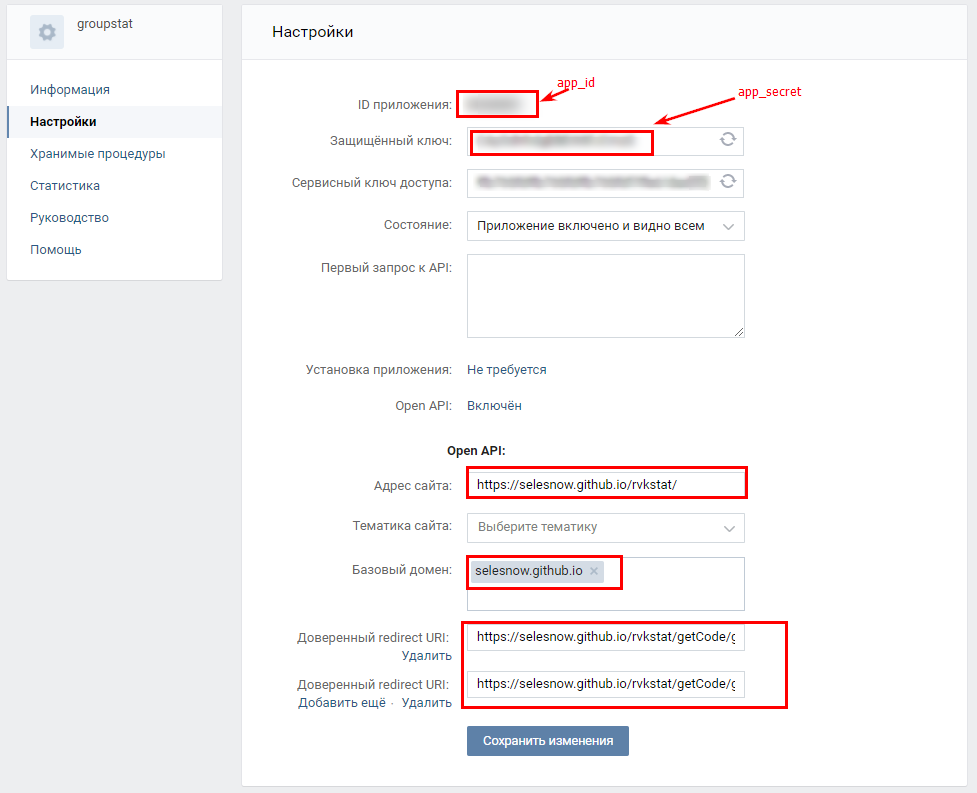 groupstat
Информация
Настройки
Хранимые процедуры
Статистика
Руководство
Помощь
Настройки
app_id
app_secret
ID приложения:
Защищённый ключ:
Сервисный ключ доступа:
Состояние: Приложение включено и видно всем
Первый запрос к API:
Установка приложения: Не требуется
Open API: Включён
Open API:
Адрес сайта: https://selesnow.github.io/rvkstat/
Тематика сайта: Выберите тематику
Базовый домен: selesnow.github.io ×
Доверенный redirect URI: https://selesnow.github.io/rvkstat/getCode/g
Удалить
Доверенный redirect URI: https://selesnow.github.io/rvkstat/getCode/g
Добавить ещё · Удалить
Сохранить изменения